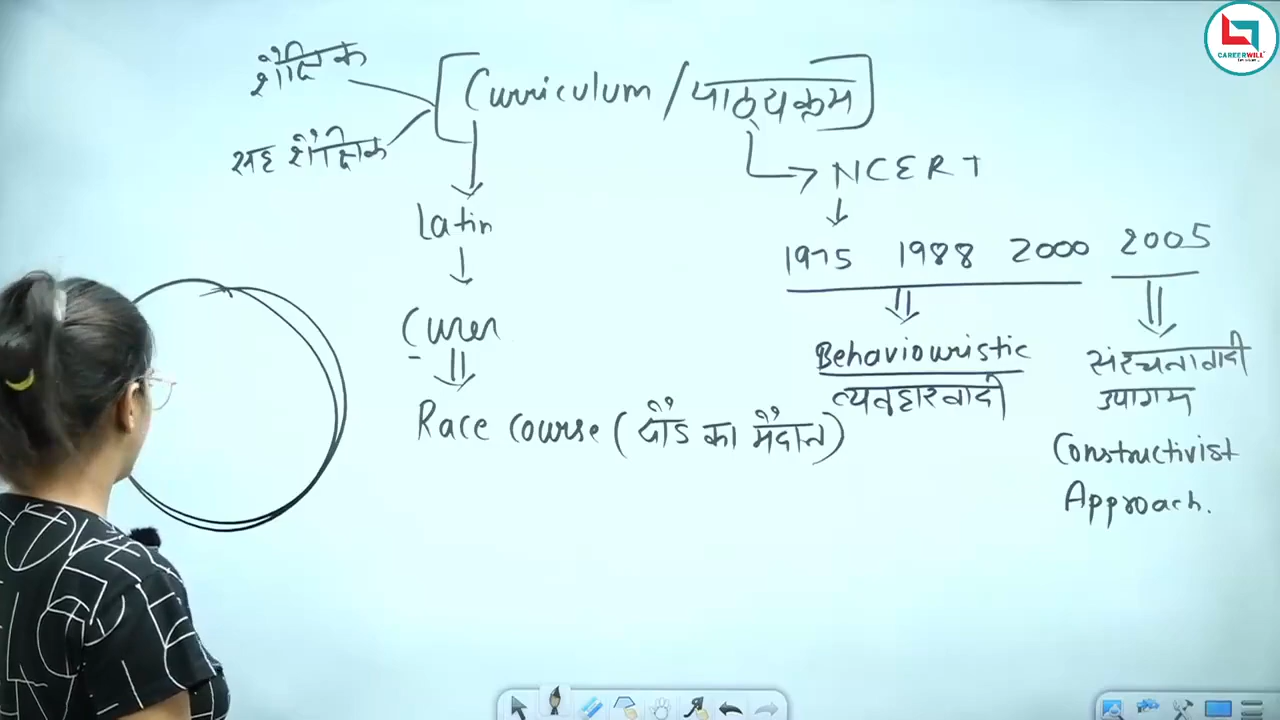 शैक्षिक
सह शैक्षिक
Curriculum / पाठ्यक्रम
NCERT
Latin
1975 1988 2000 2005
Curer
Behaviouristic
व्यवहारवादी
संरचनावादी
उपागम
Race course (दौड का मैदान)
Constructivist
Approach.
CAREERWILL